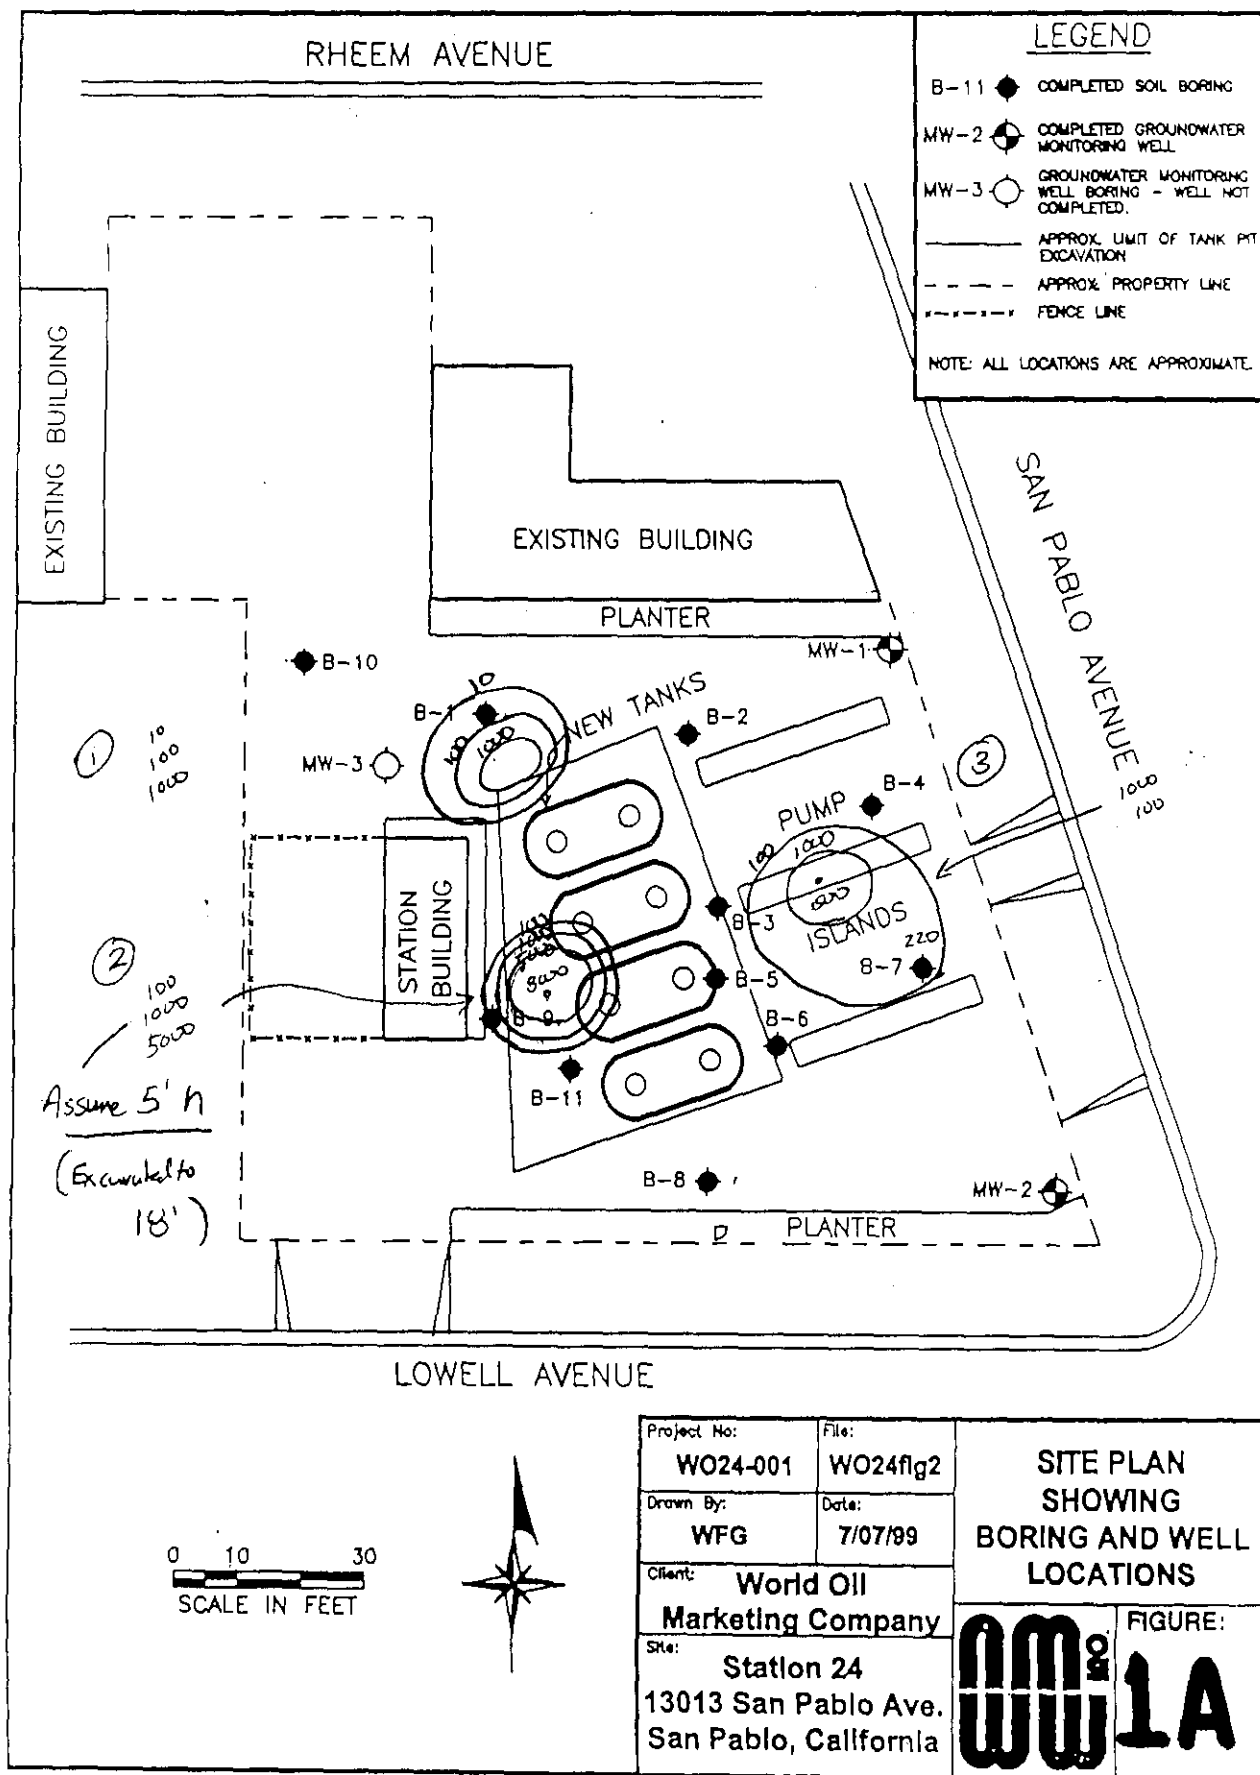 RHEEM AVENUE
LEGEND
B-11 COMPLETED SOIL BORING
MW-2 COMPLETED GROUNDWATER
MONITORING WELL
MW-3 GROUNDWATER MONITORING
WELL BORING - WELL NOT
COMPLETED.
APPROX. LIMIT OF TANK PIT
EXCAVATION
APPROX. PROPERTY LINE
FENCE LINE
NOTE: ALL LOCATIONS ARE APPROXIMATE.
EXISTING BUILDING
SAN PABLO AVENUE
EXISTING BUILDING
PLANTER
MW-1
B-10
10
B-1
NEW TANKS
B-2
100
1000
MW-3
1
10
100
1000
3
B-4
PUMP
1000
100
100
1000
STATION
BUILDING
B-3
ISLANDS
220
B-7
2
100
1000
5000
100
1000
5000
B-5
B-6
B-9
B-11
Assume 5' h
(Excavated to
18')
B-8
MW-2
PLANTER
LOWELL AVENUE
Project No:
WO24-001
File:
WO24fig2
SITE PLAN
SHOWING
BORING AND WELL
LOCATIONS
Drawn By:
WFG
Date:
7/07/99
0 10 30
SCALE IN FEET
Client: World Oil
Marketing Company
Site:
Station 24
13013 San Pablo Ave.
San Pablo, California
FIGURE:
1A